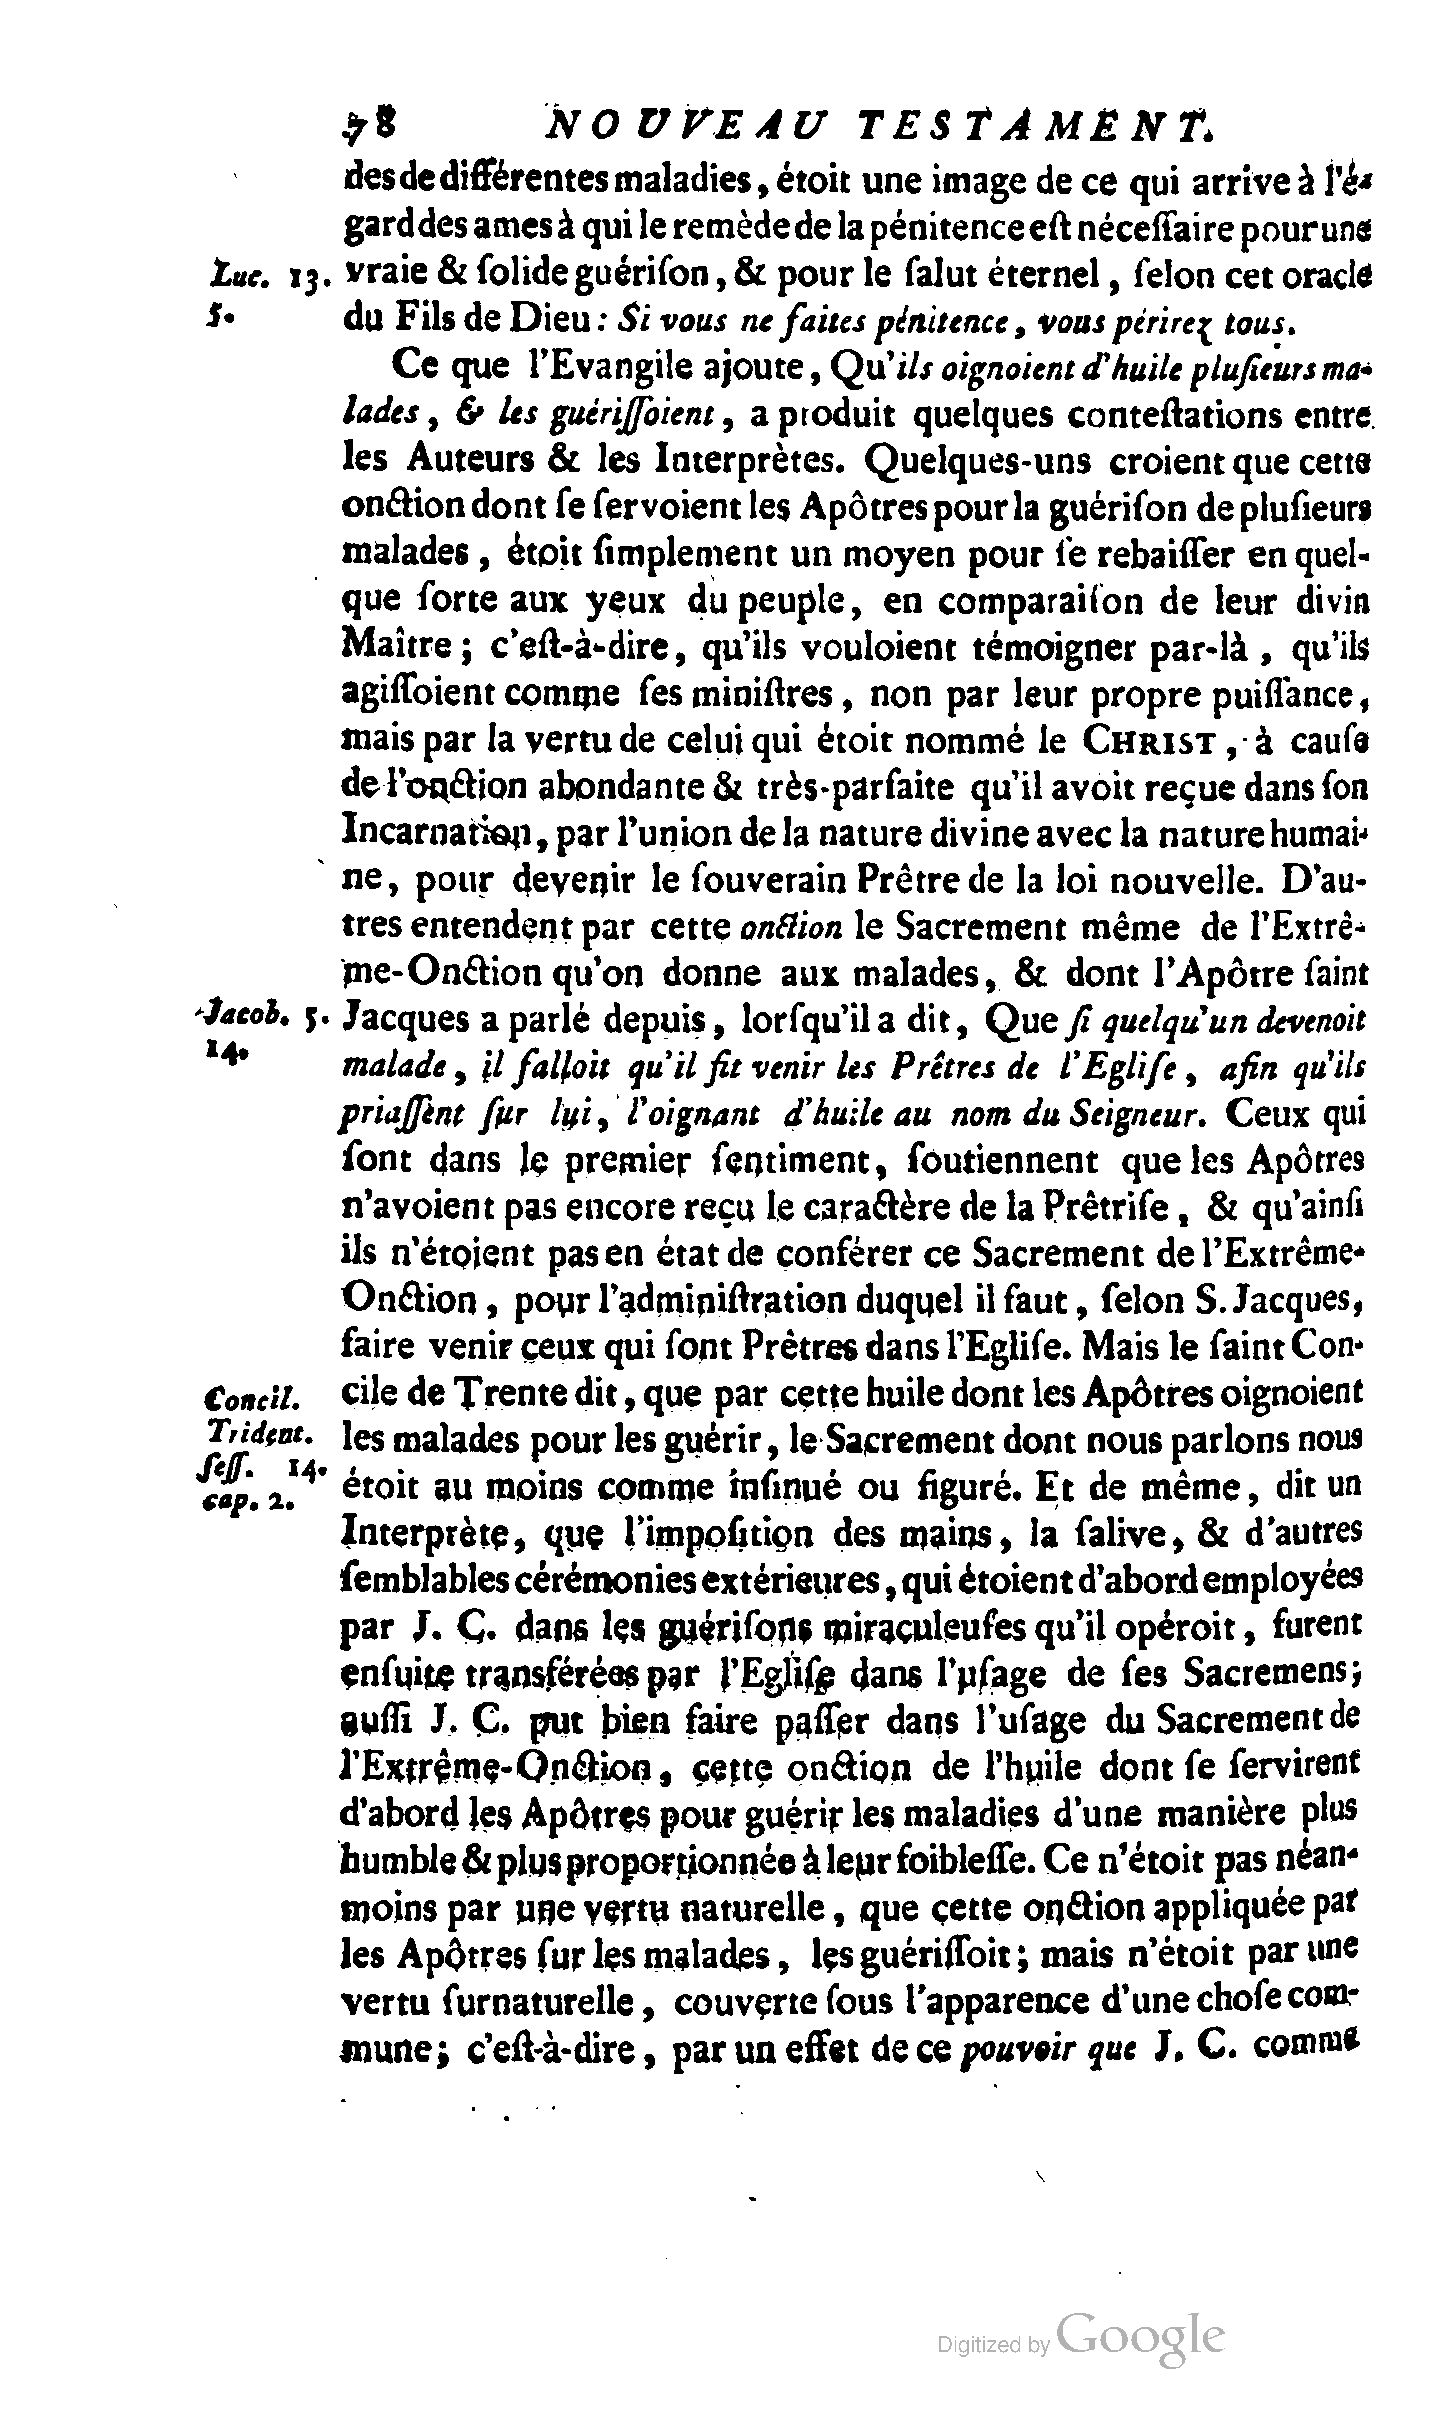 78 NOUVEAU TESTAMENT.
des de différentes maladies, étoit une image de ce qui arrive à l'é-
gard des ames à qui le remède de la pénitence eſt néceſſaire pour une
Luc. 13. vraie & ſolide guériſon, & pour le ſalut éternel, ſelon cet oracle
5. du Fils de Dieu: Si vous ne faites pénitence, vous périrez tous.
Ce que l'Evangile ajoute, Qu'ils oignoient d'huile pluſieurs ma-
lades, & les guériſſoient, a produit quelques conteſtations entre
les Auteurs & les Interprètes. Quelques-uns croient que cette
onction dont ſe ſervoient les Apôtres pour la guériſon de pluſieurs
malades, étoit ſimplement un moyen pour ſe rebaiſſer en quel-
que ſorte aux yeux du peuple, en comparaiſon de leur divin
Maître; c'eſt-à-dire, qu'ils vouloient témoigner par-là, qu'ils
agiſſoient comme ſes miniſtres, non par leur propre puiſſance,
mais par la vertu de celui qui étoit nommé le CHRIST, à cauſe
de l'onction abondante & très-parfaite qu'il avoit reçue dans ſon
Incarnation, par l'union de la nature divine avec la nature humai-
ne, pour devenir le ſouverain Prêtre de la loi nouvelle. D'au-
tres entendent par cette onction le Sacrement même de l'Extrê-
me-Onction qu'on donne aux malades, & dont l'Apôtre ſaint
Jacob. 5. Jacques a parlé depuis, lorſqu'il a dit, Que ſi quelqu'un devenoit
14. malade, il falloit qu'il fit venir les Prêtres de l'Egliſe, afin qu'ils
priaſſent ſur lui, l'oignant d'huile au nom du Seigneur. Ceux qui
ſont dans le premier ſentiment, ſoutiennent que les Apôtres
n'avoient pas encore reçu le caractère de la Prêtriſe, & qu'ainſi
ils n'étoient pas en état de conférer ce Sacrement de l'Extrême-
Onction, pour l'adminiſtration duquel il faut, ſelon S. Jacques,
faire venir ceux qui ſont Prêtres dans l'Egliſe. Mais le ſaint Con-
Concil. cile de Trente dit, que par cette huile dont les Apôtres oignoient
Trident. les malades pour les guérir, le Sacrement dont nous parlons nous
ſeſſ. 14. étoit au moins comme inſinué ou figuré. Et de même, dit un
cap. 2.
Interprète, que l'impoſition des mains, la ſalive, & d'autres
ſemblables cérémonies extérieures, qui étoient d'abord employées
par J. C. dans les guériſons miraculeuſes qu'il opéroit, furent
enſuite transférées par l'Egliſe dans l'uſage de ſes Sacremens;
auſſi J. C. put bien faire paſſer dans l'uſage du Sacrement de
l'Extrême-Onction, cette onction de l'huile dont ſe ſervirent
d'abord les Apôtres pour guérir les maladies d'une manière plus
humble & plus proportionnée à leur foibleſſe. Ce n'étoit pas néan-
moins par une vertu naturelle, que cette onction appliquée par
les Apôtres ſur les malades, les guériſſoit; mais n'étoit par une
vertu ſurnaturelle, couverte ſous l'apparence d'une choſe com-
mune; c'eſt-à-dire, par un effet de ce pouvoir que J. C. comme
Digitized by Google